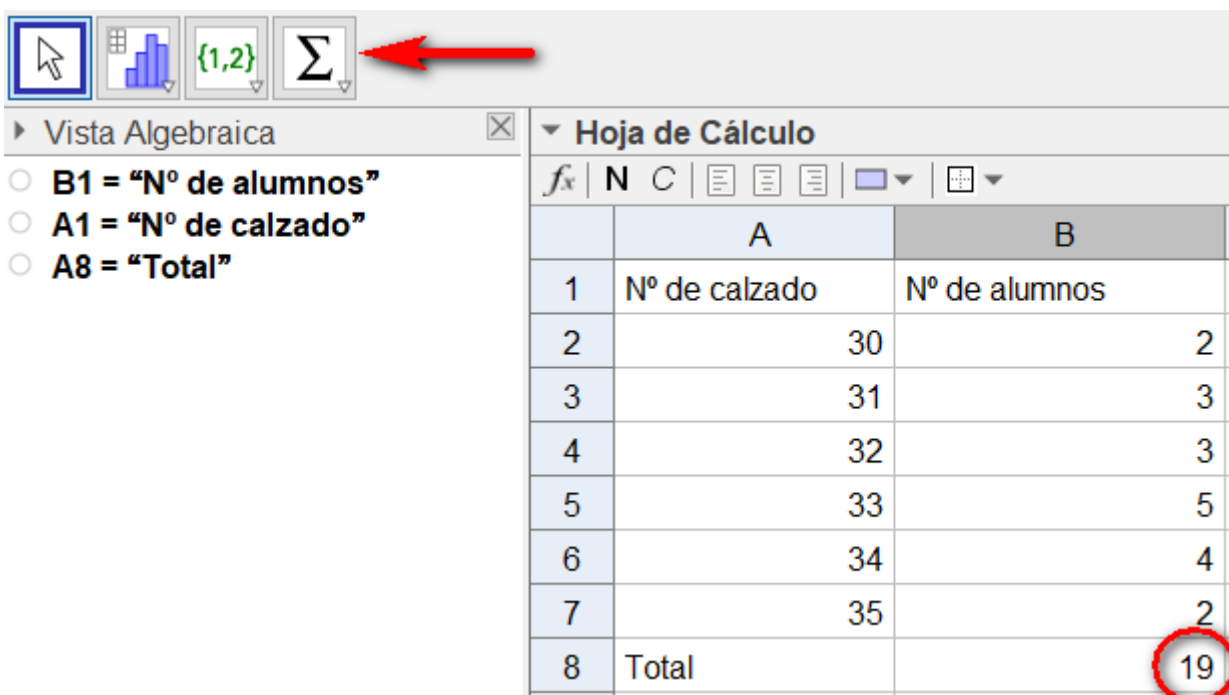 {1,2} Σ
Vista Algebraica
B1 = “Nº de alumnos”
A1 = “Nº de calzado”
A8 = “Total”
Hoja de Cálculo
fx N C
A B
1 Nº de calzado Nº de alumnos
2 30 2
3 31 3
4 32 3
5 33 5
6 34 4
7 35 2
8 Total 19